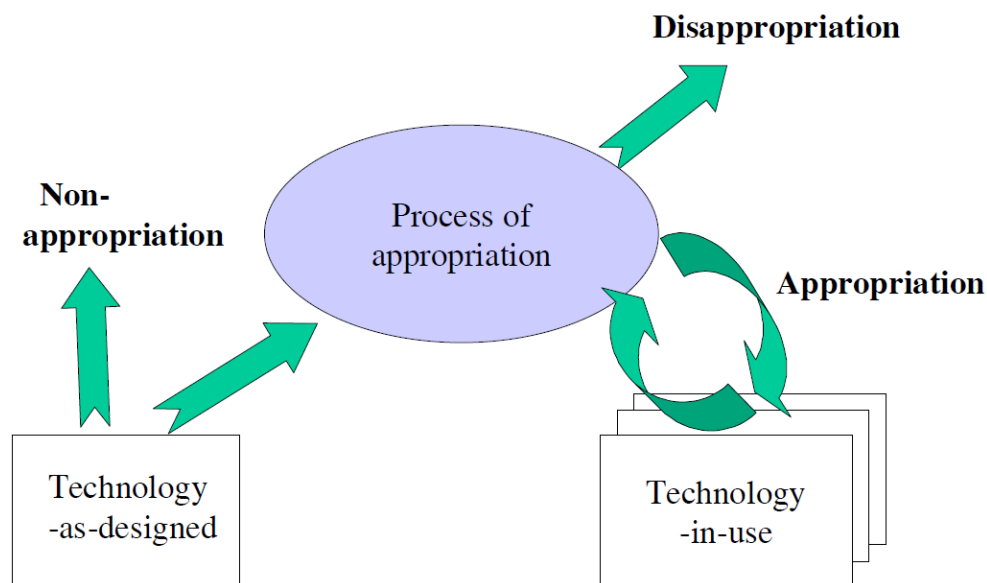 Disappropriation
Non-
appropriation
Process of
appropriation
Appropriation
Technology
-as-designed
Technology
-in-use